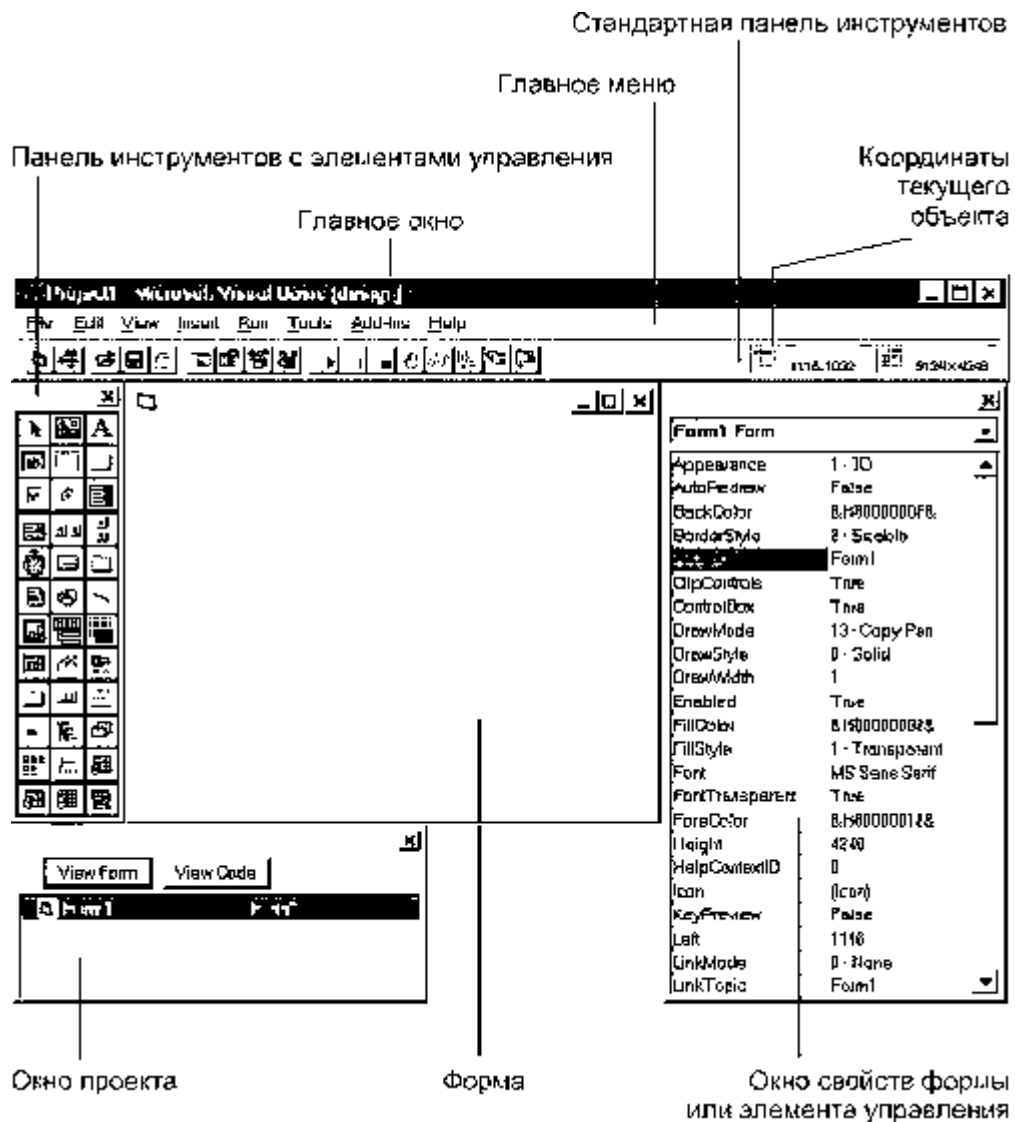 Стандартная панель инструментов
Главное меню
Панель инструментов с элементами управления
Координаты
текущего
объекта
Главное окно
Project1 - Microsoft Visual Basic [design]
File Edit View Insert Run Tools Add-Ins Help
Form1 Form
Appearance 1 - 3D
AutoRedraw False
BackColor
BorderStyle 2 - Sizable
Form1
ClipControls True
ControlBox True
DrawMode 13 - Copy Pen
DrawStyle 0 - Solid
DrawWidth 1
Enabled True
FillColor
FillStyle 1 - Transparent
Font MS Sans Serif
FontTransparent True
ForeColor
Height
HelpContextID 0
Icon (Icon)
KeyPreview False
Left
LinkMode 0 - None
LinkTopic Form1
View Form View Code
Form1
Окно проекта
Форма
Окно свойств формы
или элемента управления